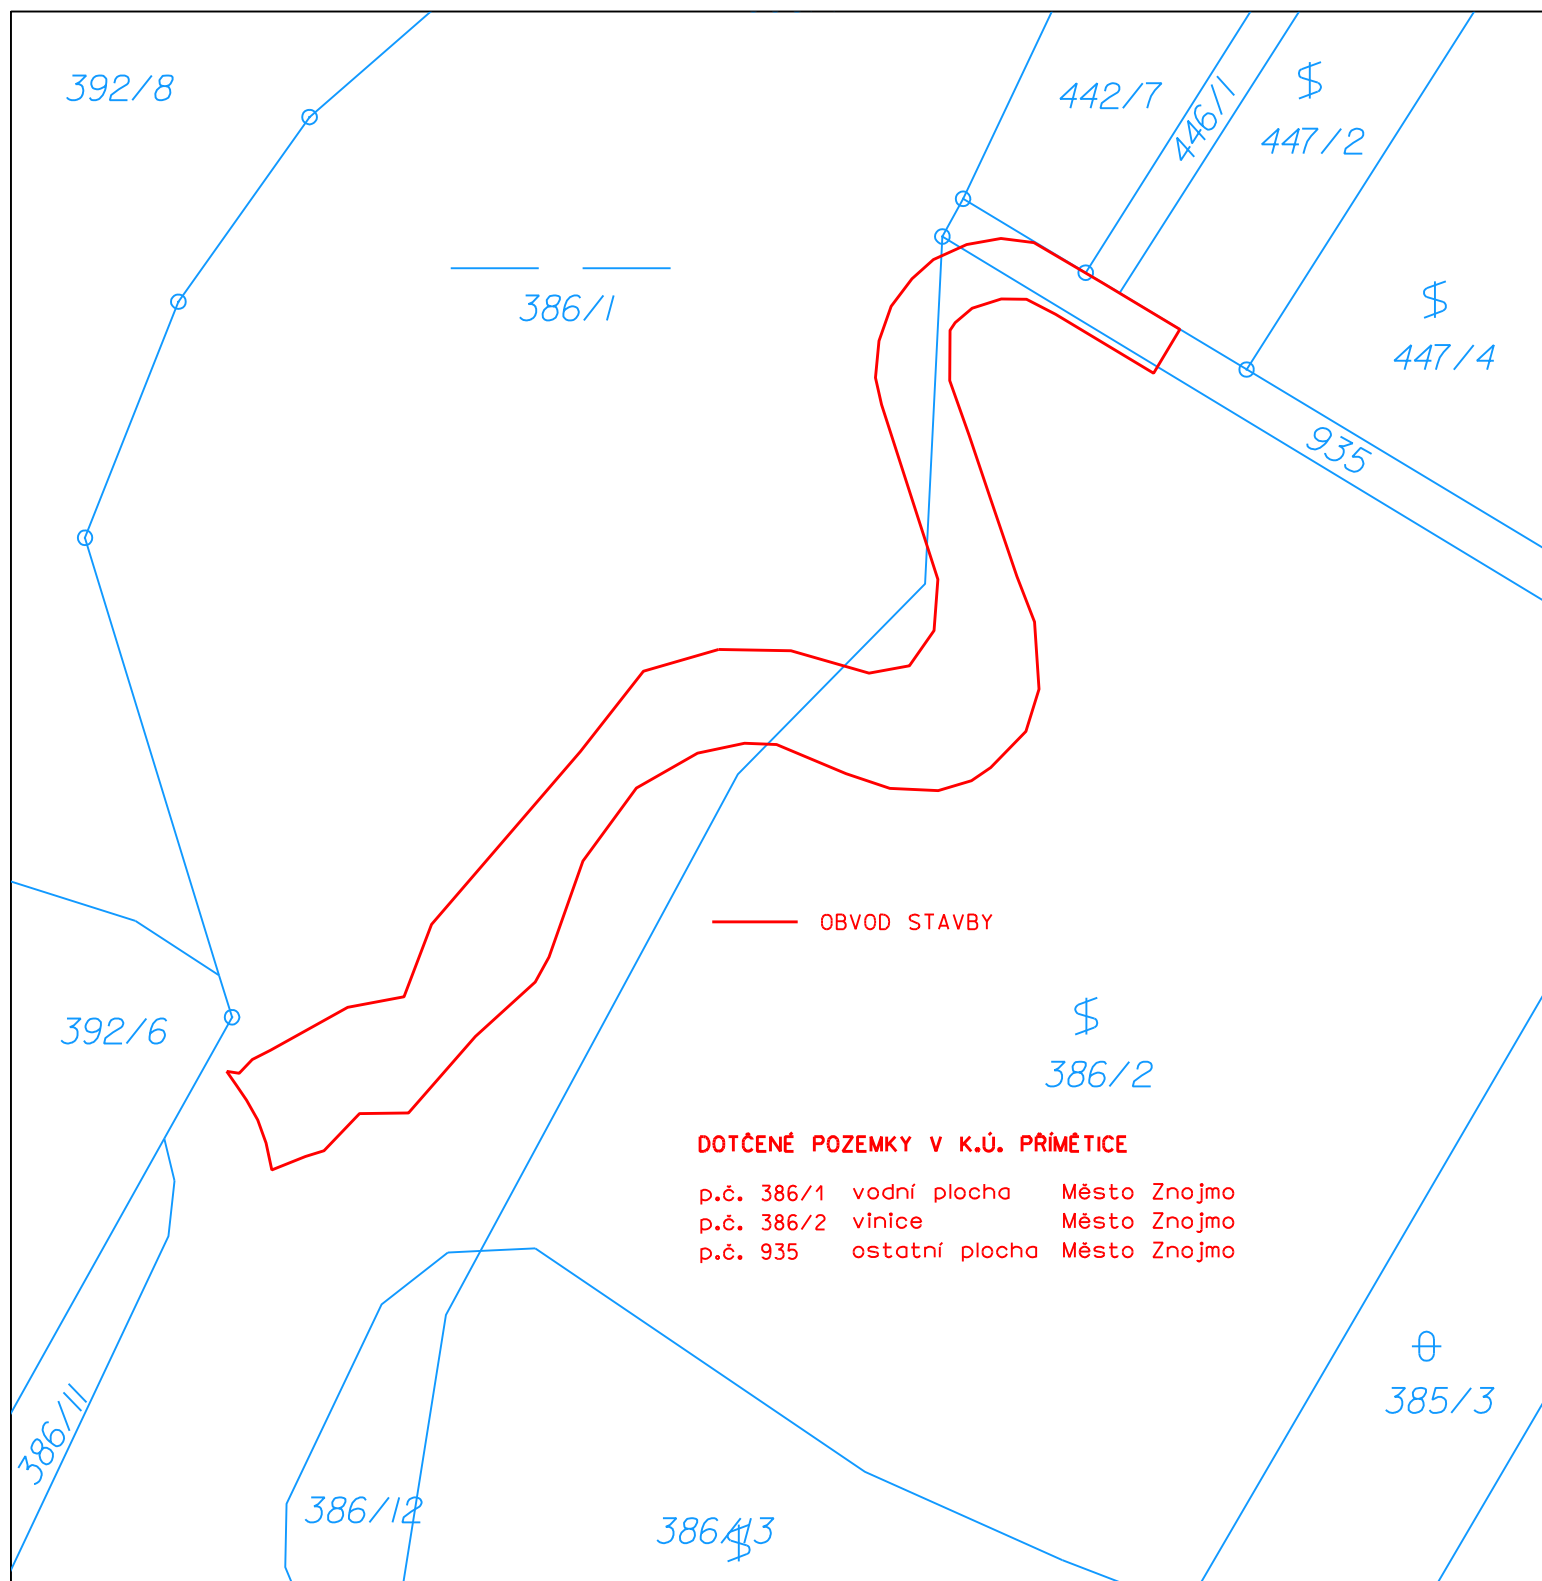 392/8
442/7
446/1
447/2
386/1
447/4
935
OBVOD STAVBY
392/6
386/2
DOTČENÉ POZEMKY V K.Ú. PŘÍMĚTICE
p.č. 386/1 vodní plocha Město Znojmo
p.č. 386/2 vinice Město Znojmo
p.č. 935 ostatní plocha Město Znojmo
385/3
386/11
386/12
386/13